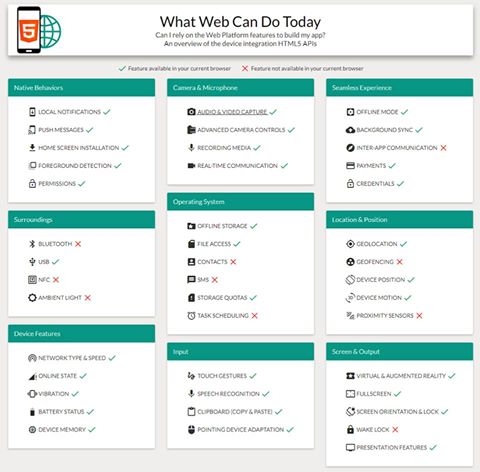 What Web Can Do Today
Can I rely on the Web Platform features to build my app?
An overview of the device integration HTML5 APIs
5
Feature available in your current browser
Feature not available in your current browser
Native Behaviors
LOCAL NOTIFICATIONS
PUSH MESSAGES
HOME SCREEN INSTALLATION
FOREGROUND DETECTION
PERMISSIONS
Surroundings
BLUETOOTH
USB
NFC
AMBIENT LIGHT
Device Features
NETWORK TYPE & SPEED
ONLINE STATE
VIBRATION
BATTERY STATUS
DEVICE MEMORY
Camera & Microphone
AUDIO & VIDEO CAPTURE
ADVANCED CAMERA CONTROLS
RECORDING MEDIA
REAL-TIME COMMUNICATION
Operating System
OFFLINE STORAGE
FILE ACCESS
CONTACTS
SMS
STORAGE QUOTAS
TASK SCHEDULING
Input
TOUCH GESTURES
SPEECH RECOGNITION
CLIPBOARD (COPY & PASTE)
POINTING DEVICE ADAPTATION
Seamless Experience
OFFLINE MODE
BACKGROUND SYNC
INTER-APP COMMUNICATION
PAYMENTS
CREDENTIALS
Location & Position
GEOLOCATION
GEOFENCING
DEVICE POSITION
DEVICE MOTION
PROXIMITY SENSORS
Screen & Output
VIRTUAL & AUGMENTED REALITY
FULLSCREEN
SCREEN ORIENTATION & LOCK
WAKE LOCK
PRESENTATION FEATURES